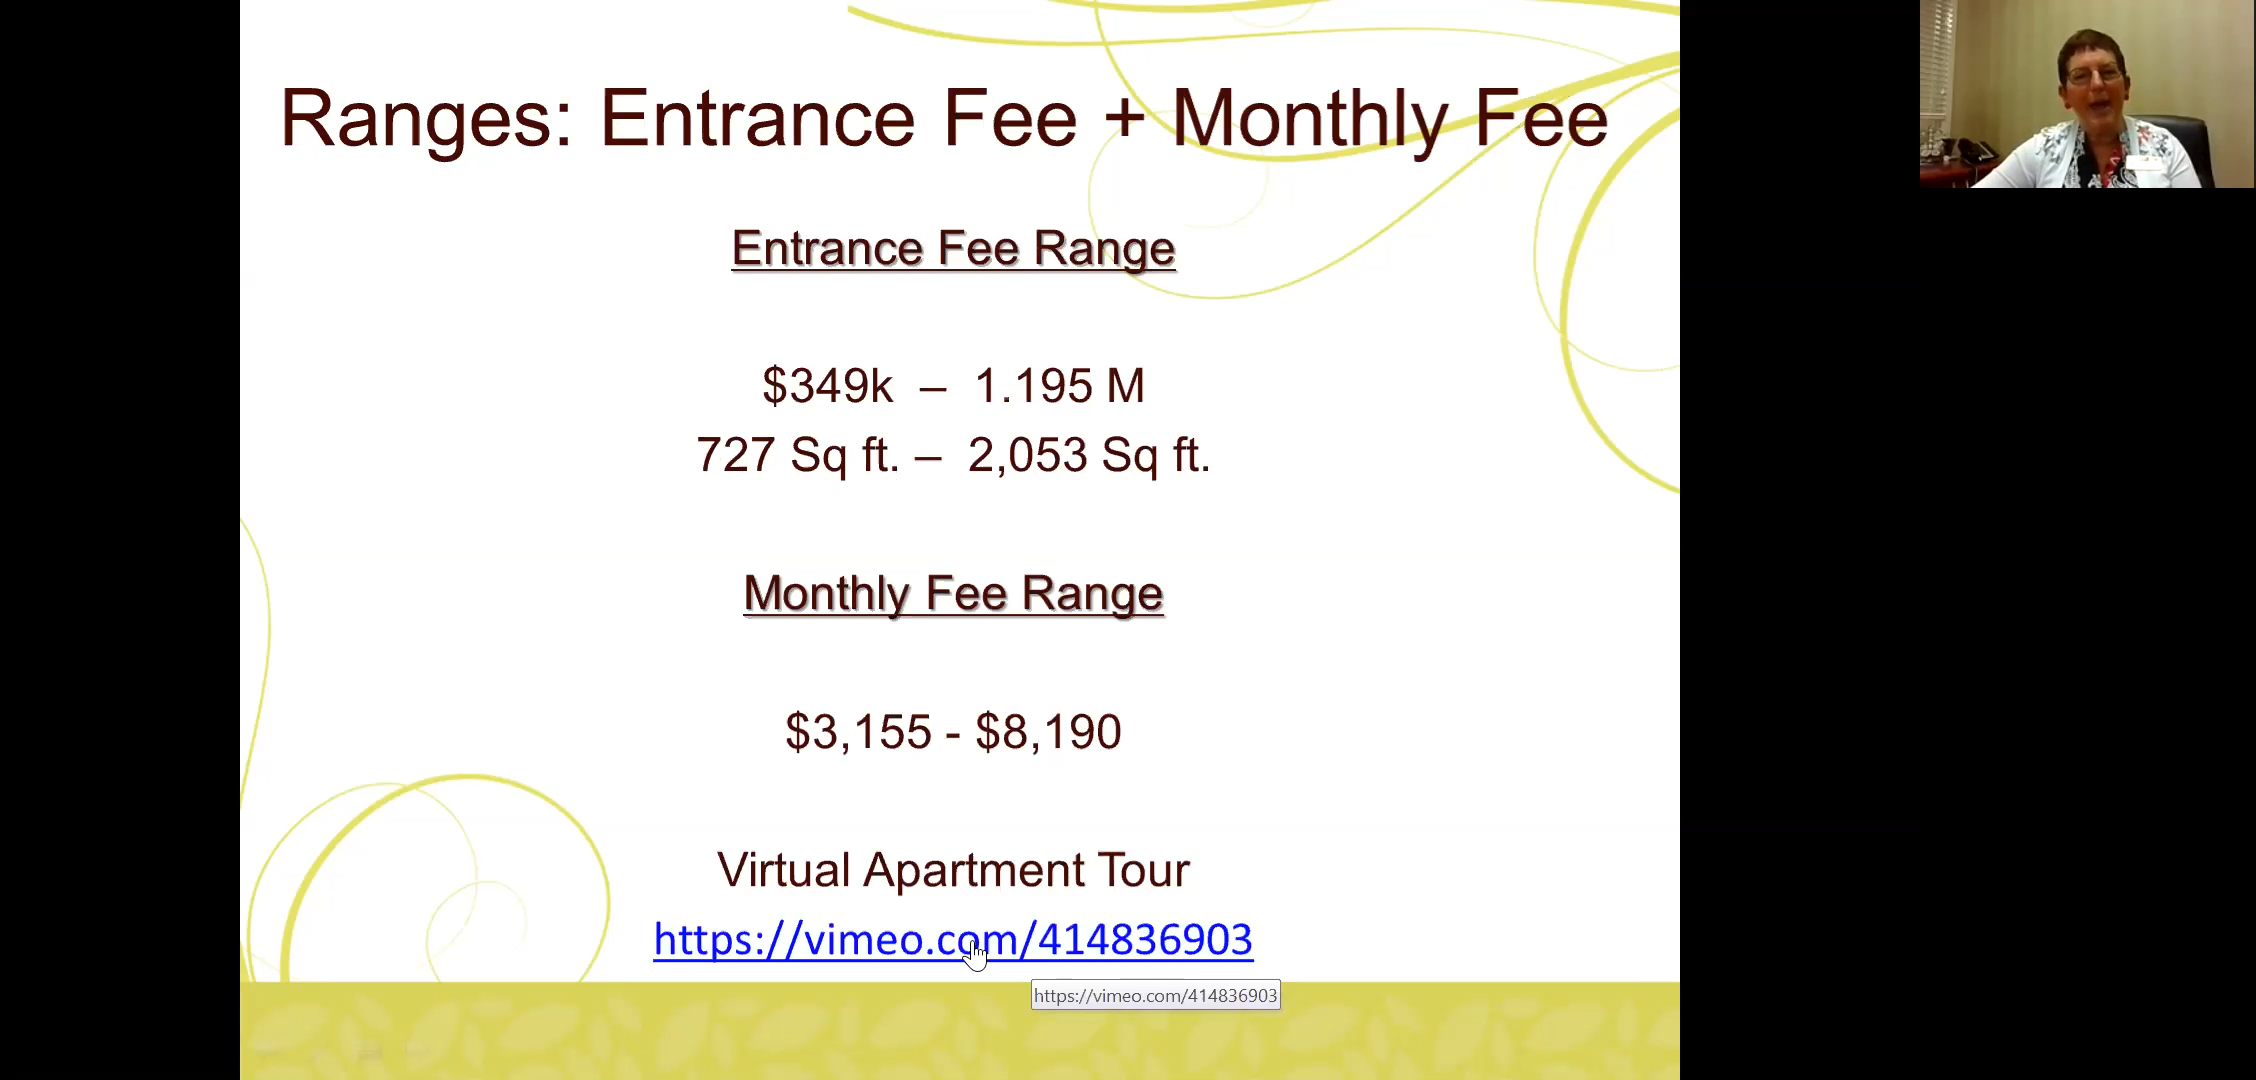 Ranges: Entrance Fee + Monthly Fee
Entrance Fee Range
$349k – 1.195 M
727 Sq ft. – 2,053 Sq ft.
Monthly Fee Range
$3,155 - $8,190
Virtual Apartment Tour
https://vimeo.com/414836903
https://vimeo.com/414836903